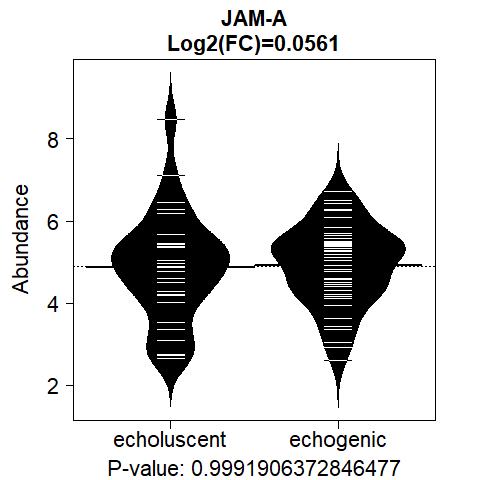 JAM-A
Log2(FC)=0.0561
Abundance
8
6
4
2
echoluscent
echogenic
P-value: 0.9991906372846477